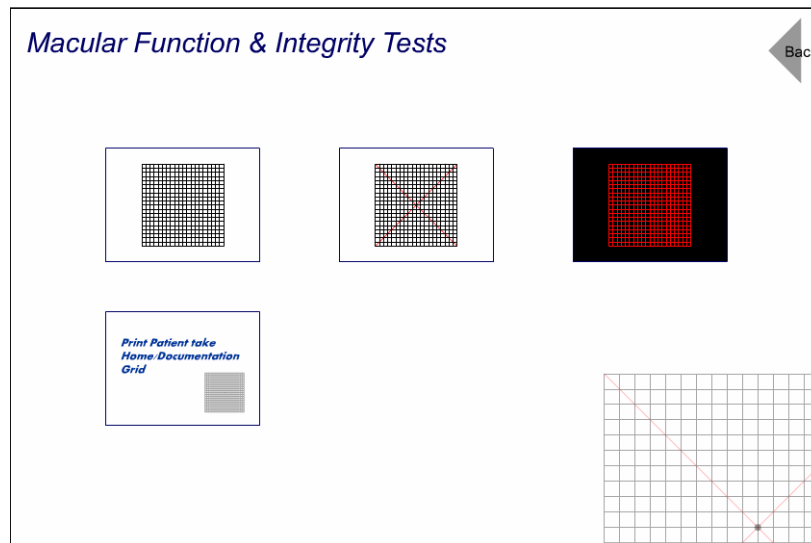 Macular Function & Integrity Tests
Bac
Print Patient take
Home/Documentation
Grid